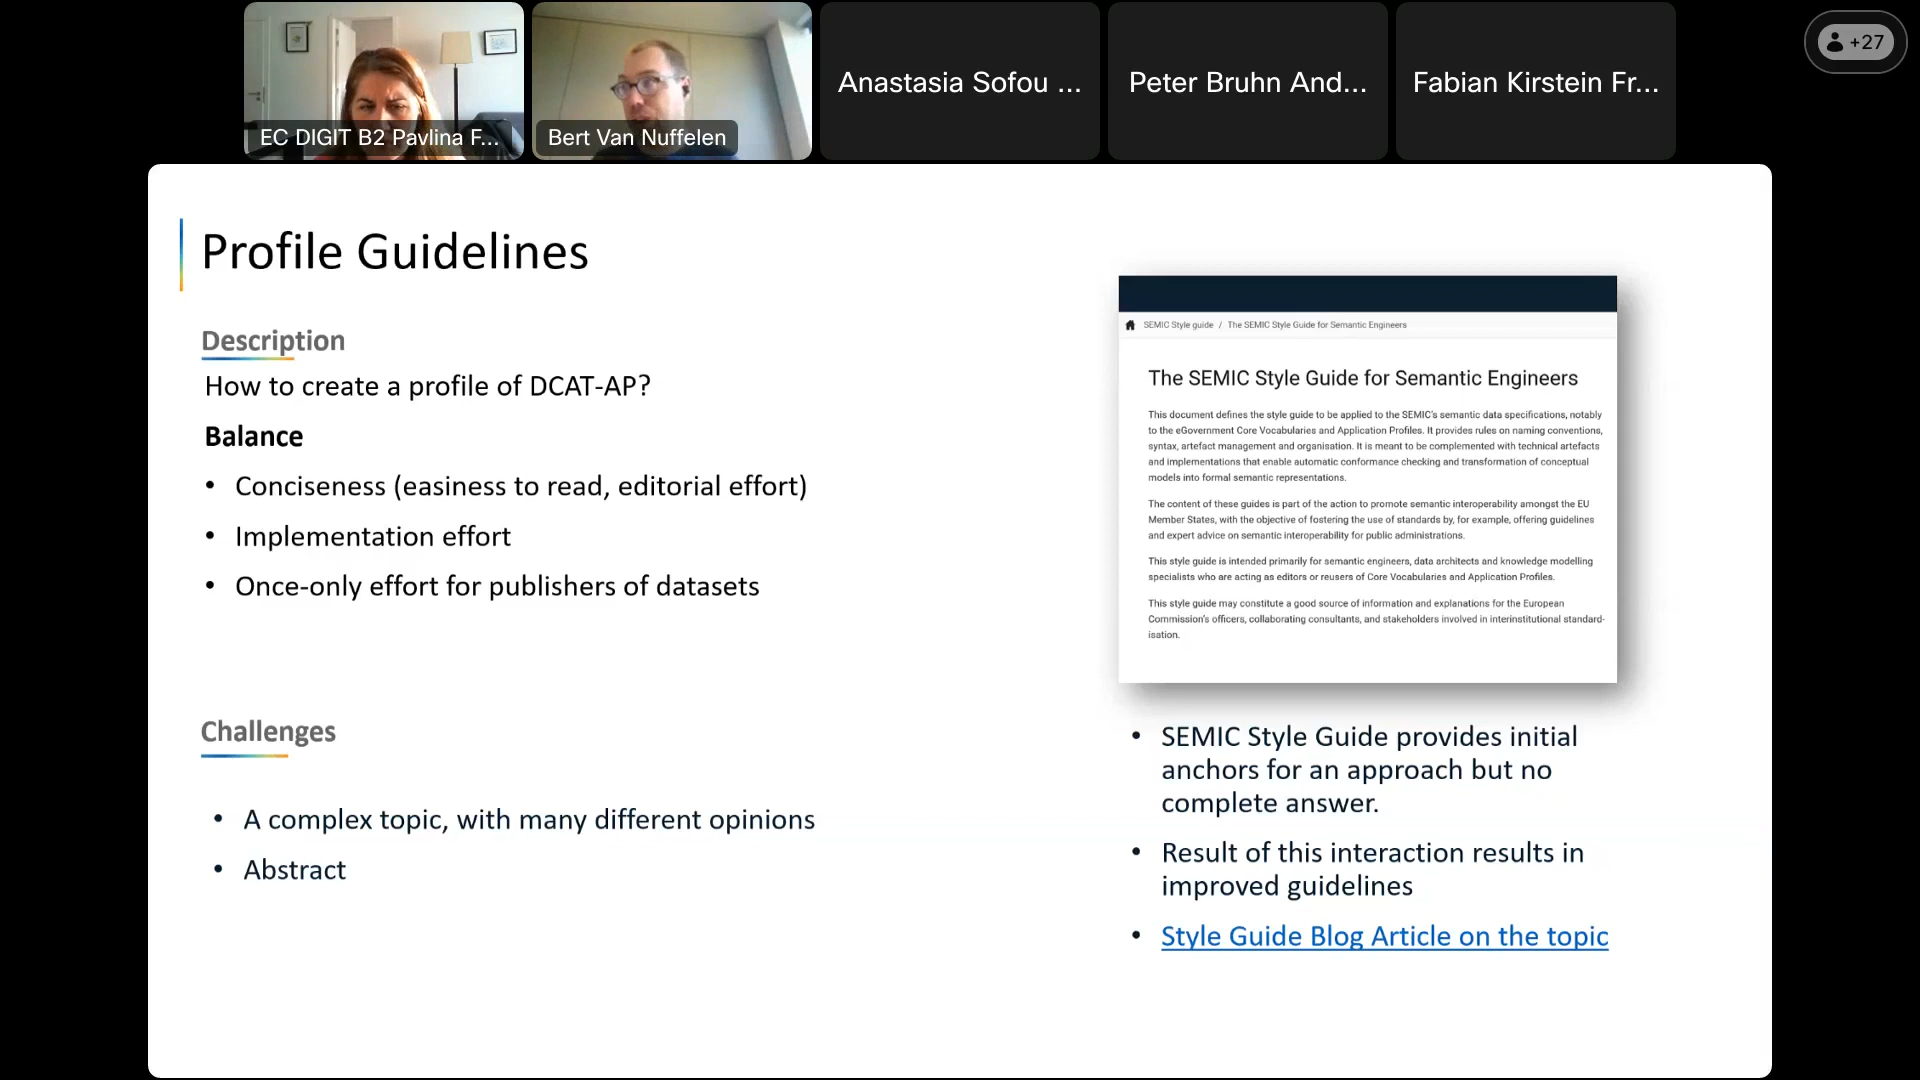 EC DIGIT B2 Pavlina F...
Bert Van Nuffelen
Anastasia Sofou ...
Peter Bruhn And...
Fabian Kirstein Fr...
+27
Profile Guidelines
Description
How to create a profile of DCAT-AP?
Balance
• Conciseness (easiness to read, editorial effort)
• Implementation effort
• Once-only effort for publishers of datasets
Challenges
• A complex topic, with many different opinions
• Abstract
SEMIC Style guide / The SEMIC Style Guide for Semantic Engineers
The SEMIC Style Guide for Semantic Engineers
This document defines the style guide to be applied to the SEMIC's semantic data specifications, notably
to the eGovernment Core Vocabularies and Application Profiles. It provides rules on naming conventions,
syntax, artefact management and organisation. It is meant to be complemented with technical artefacts
and implementations that enable automatic conformance checking and transformation of conceptual
models into formal semantic representations.
The content of these guides is part of the action to promote semantic interoperability amongst the EU
Member States, with the objective of fostering the use of standards by, for example, offering guidelines
and expert advice on semantic interoperability for public administrations.
This style guide is intended primarily for semantic engineers, data architects and knowledge modelling
specialists who are acting as editors or reusers of Core Vocabularies and Application Profiles.
This style guide may constitute a good source of information and explanations for the European
Commission's officers, collaborating consultants, and stakeholders involved in interinstitutional standard-
isation.
• SEMIC Style Guide provides initial
anchors for an approach but no
complete answer.
• Result of this interaction results in
improved guidelines
• Style Guide Blog Article on the topic